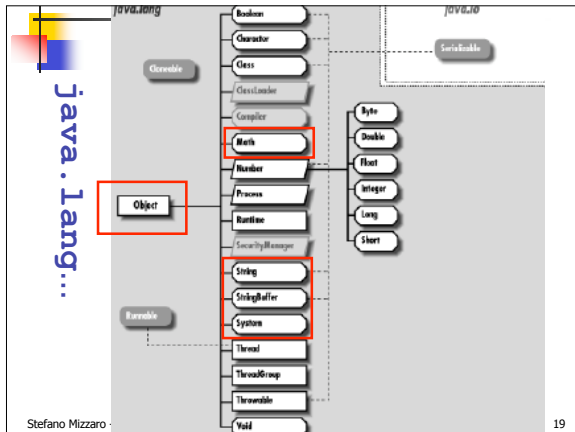 java.lang
java.io
java.lang…
Boolean
Character
Serializable
Cloneable
Class
ClassLoader
Compiler
Math
Number
Process
Object
Runtime
SecurityManager
String
StringBuffer
Runnable
System
Thread
ThreadGroup
Throwable
Void
Byte
Double
Float
Integer
Long
Short
Stefano Mizzaro -
19